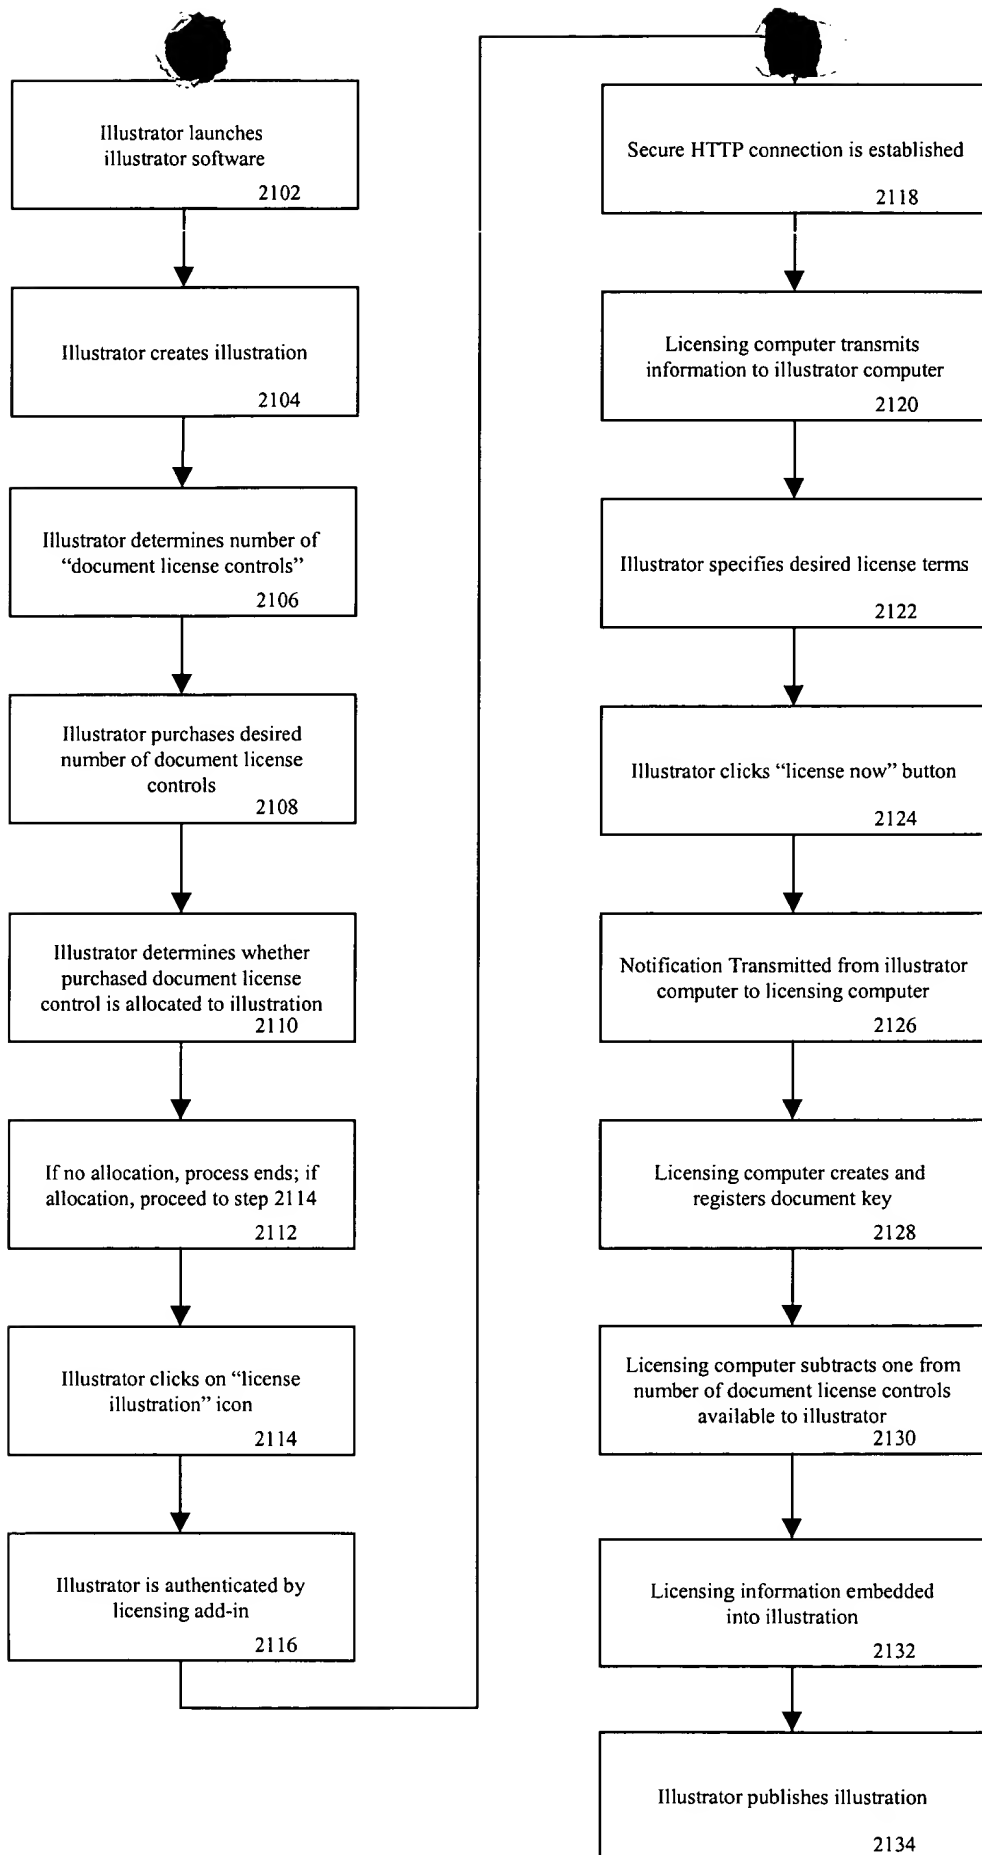 Illustrator launches
illustrator software
2102
Illustrator creates illustration
2104
Illustrator determines number of
“document license controls”
2106
Illustrator purchases desired
number of document license
controls
2108
Illustrator determines whether
purchased document license
control is allocated to illustration
2110
If no allocation, process ends; if
allocation, proceed to step 2114
2112
Illustrator clicks on “license
illustration” icon
2114
Illustrator is authenticated by
licensing add-in
2116
Secure HTTP connection is established
2118
Licensing computer transmits
information to illustrator computer
2120
Illustrator specifies desired license terms
2122
Illustrator clicks “license now” button
2124
Notification Transmitted from illustrator
computer to licensing computer
2126
Licensing computer creates and
registers document key
2128
Licensing computer subtracts one from
number of document license controls
available to illustrator
2130
Licensing information embedded
into illustration
2132
Illustrator publishes illustration
2134